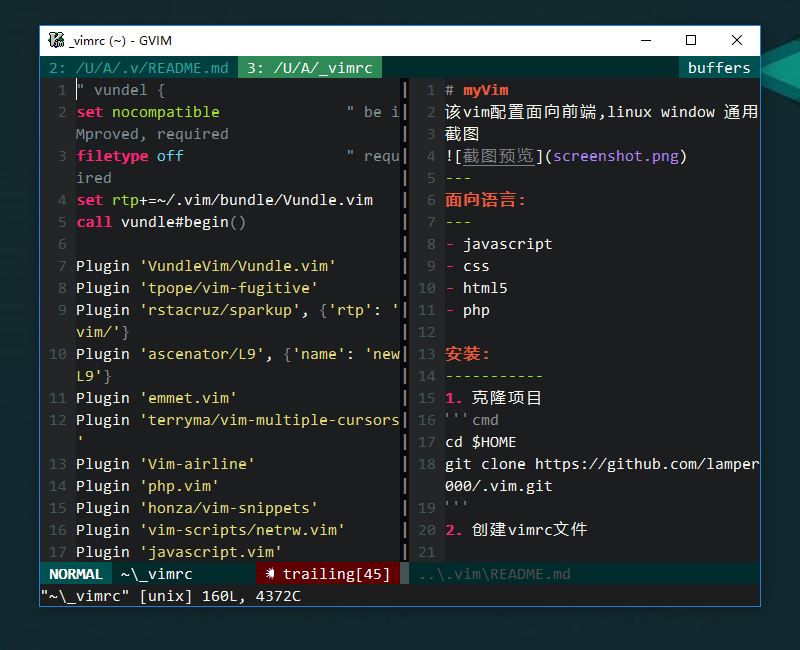 _vimrc (~) - GVIM
2: /U/A/.v/README.md 3: /U/A/_vimrc buffers
1 " vundel {
2 set nocompatible " be i
Mproved, required
3 filetype off " requ
ired
4 set rtp+=~/.vim/bundle/Vundle.vim
5 call vundle#begin()
6
7 Plugin 'VundleVim/Vundle.vim'
8 Plugin 'tpope/vim-fugitive'
9 Plugin 'rstacruz/sparkup', {'rtp': '
vim/'}
10 Plugin 'ascenator/L9', {'name': 'new
L9'}
11 Plugin 'emmet.vim'
12 Plugin 'terryma/vim-multiple-cursors
'
13 Plugin 'Vim-airline'
14 Plugin 'php.vim'
15 Plugin 'honza/vim-snippets'
16 Plugin 'vim-scripts/netrw.vim'
17 Plugin 'javascript.vim'
NORMAL ~\_vimrc trailing[45]
1 # myVim
2 该vim配置面向前端,linux window 通用
3 截图
4 ![截图预览](screenshot.png)
5 ---
6 面向语言:
7 ---
8 - javascript
9 - css
10 - html5
11 - php
12
13 安装:
14 -----------
15 1. 克隆项目
16 ```cmd
17 cd $HOME
18 git clone https://github.com/lamper
000/.vim.git
19 ```
20 2. 创建vimrc文件
21
..\.vim\README.md
"~\_vimrc" [unix] 160L, 4372C